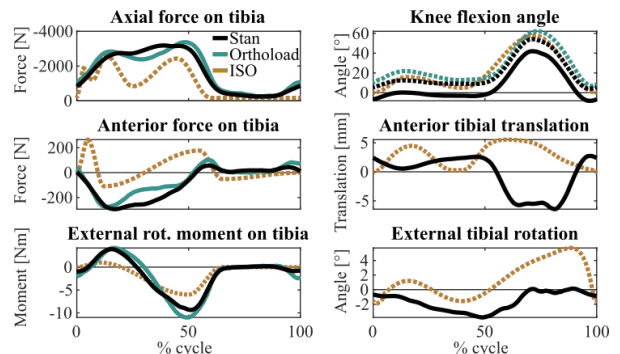 Axial force on tibia
Force [N]
-4000
-2000
0
Stan
Orthoload
ISO
Knee flexion angle
Angle [°]
60
40
20
0
0
50
100
Anterior force on tibia
Force [N]
200
0
-200
Anterior tibial translation
Translation [mm]
5
0
-5
External rot. moment on tibia
Moment [Nm]
0
-5
-10
0
50
100
% cycle
External tibial rotation
Angle [°]
4
2
0
-2
0
50
100
% cycle